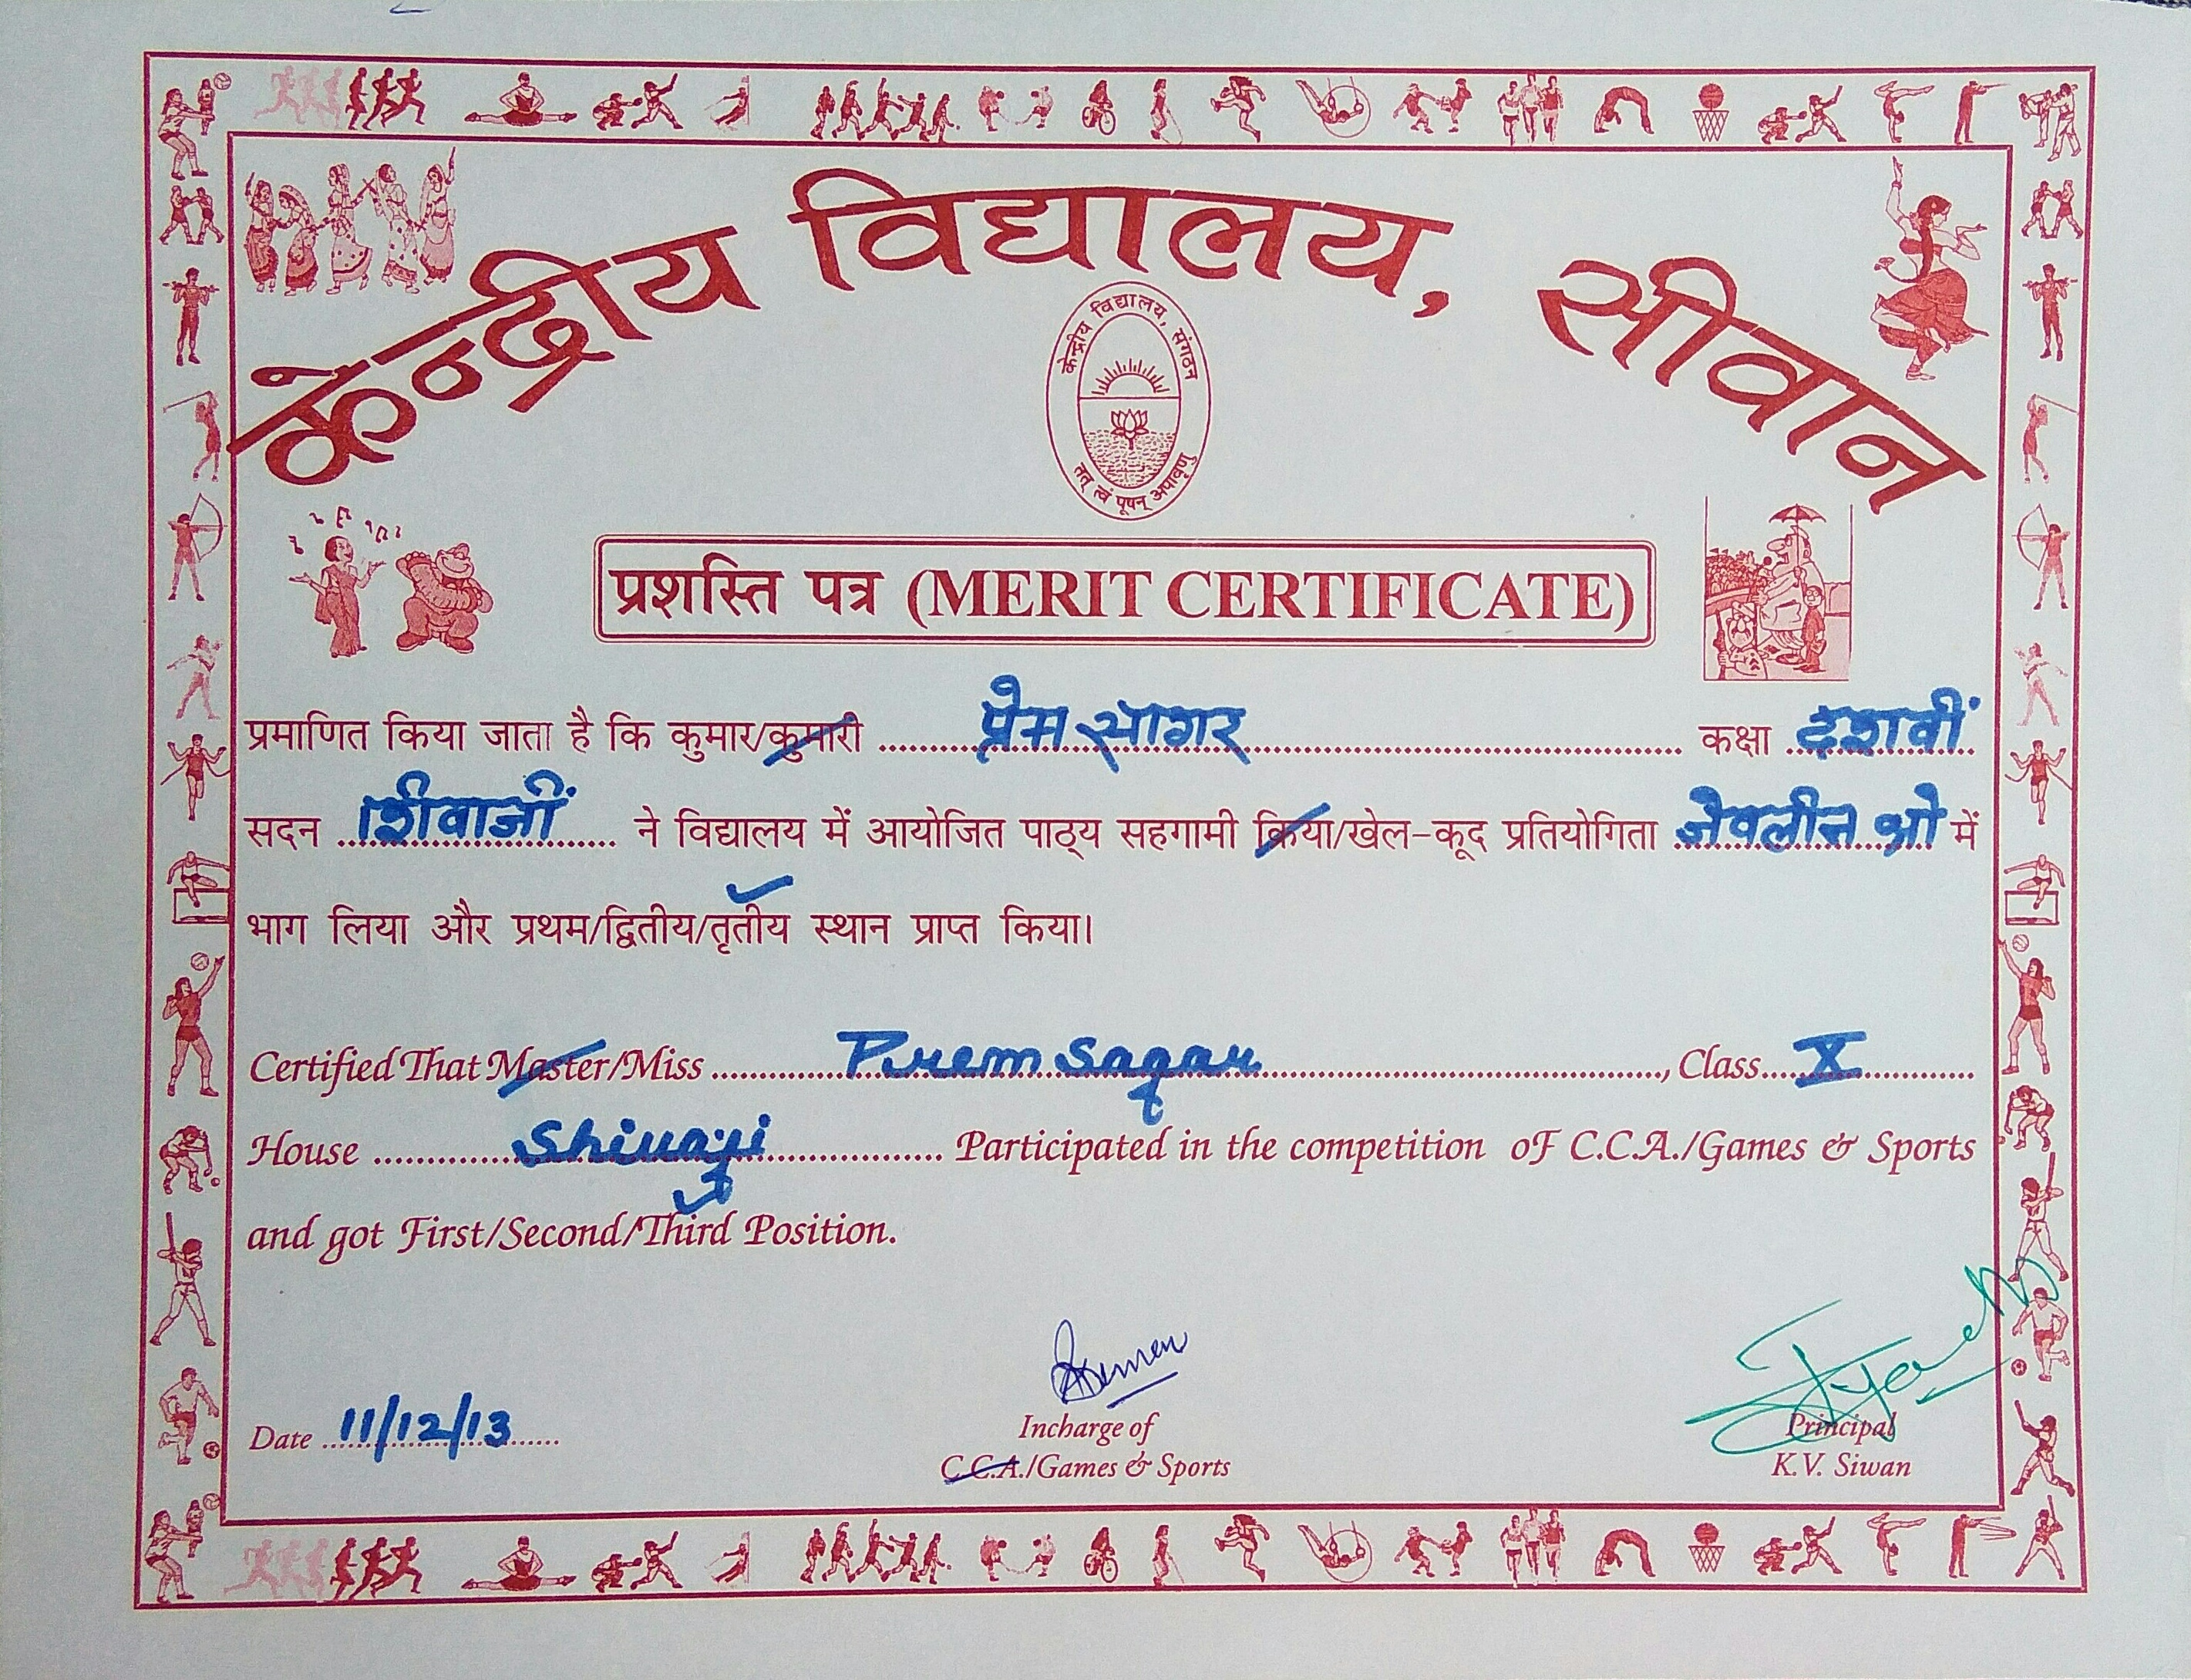 केन्द्रीय विद्यालय, सीवान
केन्द्रीय विद्यालय, संगठन
तत् त्वं पूषन् अपावृणु
प्रशस्ति पत्र (MERIT CERTIFICATE)
प्रमाणित किया जाता है कि कुमार/कुमारी प्रेम सागर कक्षा दशवीं
सदन शिवाजीं ने विद्यालय में आयोजित पाठ्य सहगामी क्रिया/खेल-कूद प्रतियोगिता जेवलीन थ्रो में
भाग लिया और प्रथम/द्वितीय/तृतीय स्थान प्राप्त किया।
Certified That Master/Miss Prem Sagar, Class X
House Shivaji Participated in the competition oF C.C.A./Games & Sports
and got First/Second/Third Position.
Date 11/12/13
Incharge of
C.C.A./Games & Sports
Principal
K.V. Siwan